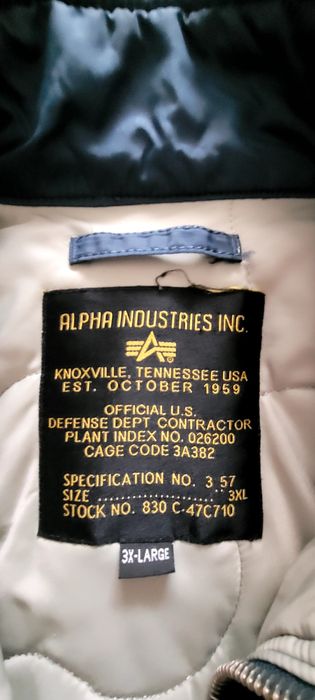 ALPHA INDUSTRIES INC.
KNOXVILLE, TENNESSEE USA
EST. OCTOBER 1959
OFFICIAL U.S.
DEFENSE DEPT CONTRACTOR
PLANT INDEX NO. 026200
CAGE CODE 3A382
SPECIFICATION NO. 3 57
SIZE ...................... 3XL
STOCK NO. 830 C-47C710
3X-LARGE